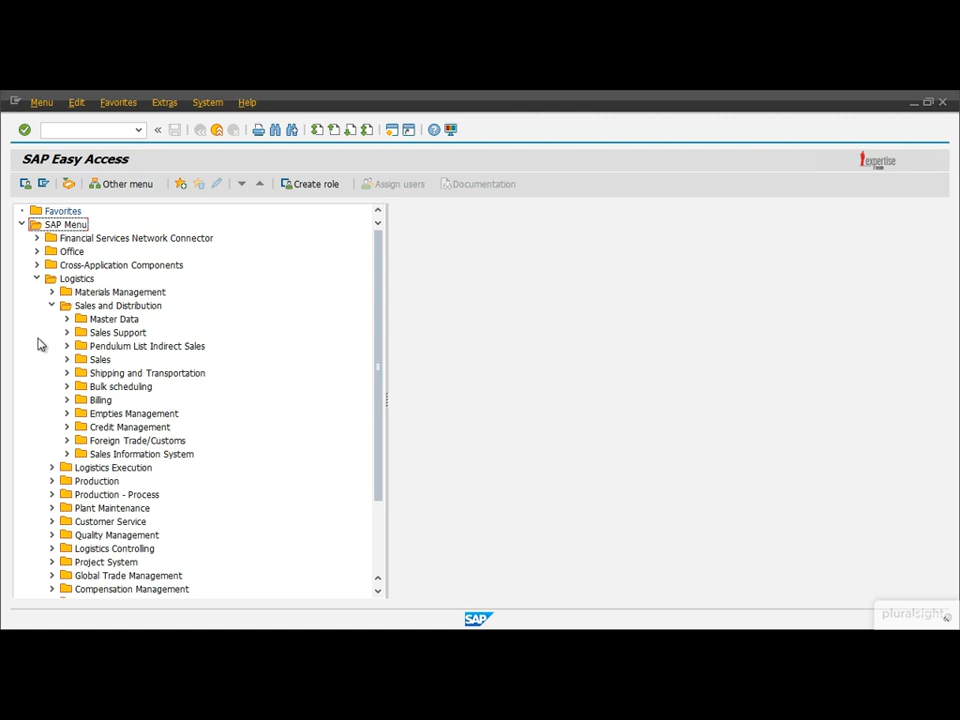 Menu Edit Favorites Extras System Help
SAP Easy Access
expertise
Other menu Create role Assign users Documentation
Favorites
SAP Menu
Financial Services Network Connector
Office
Cross-Application Components
Logistics
Materials Management
Sales and Distribution
Master Data
Sales Support
Pendulum List Indirect Sales
Sales
Shipping and Transportation
Bulk scheduling
Billing
Empties Management
Credit Management
Foreign Trade/Customs
Sales Information System
Logistics Execution
Production
Production - Process
Plant Maintenance
Customer Service
Quality Management
Logistics Controlling
Project System
Global Trade Management
Compensation Management
SAP
pluralsight